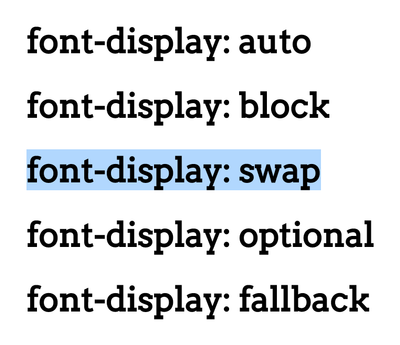 font-display: auto
font-display: block
font-display: swap
font-display: optional
font-display: fallback